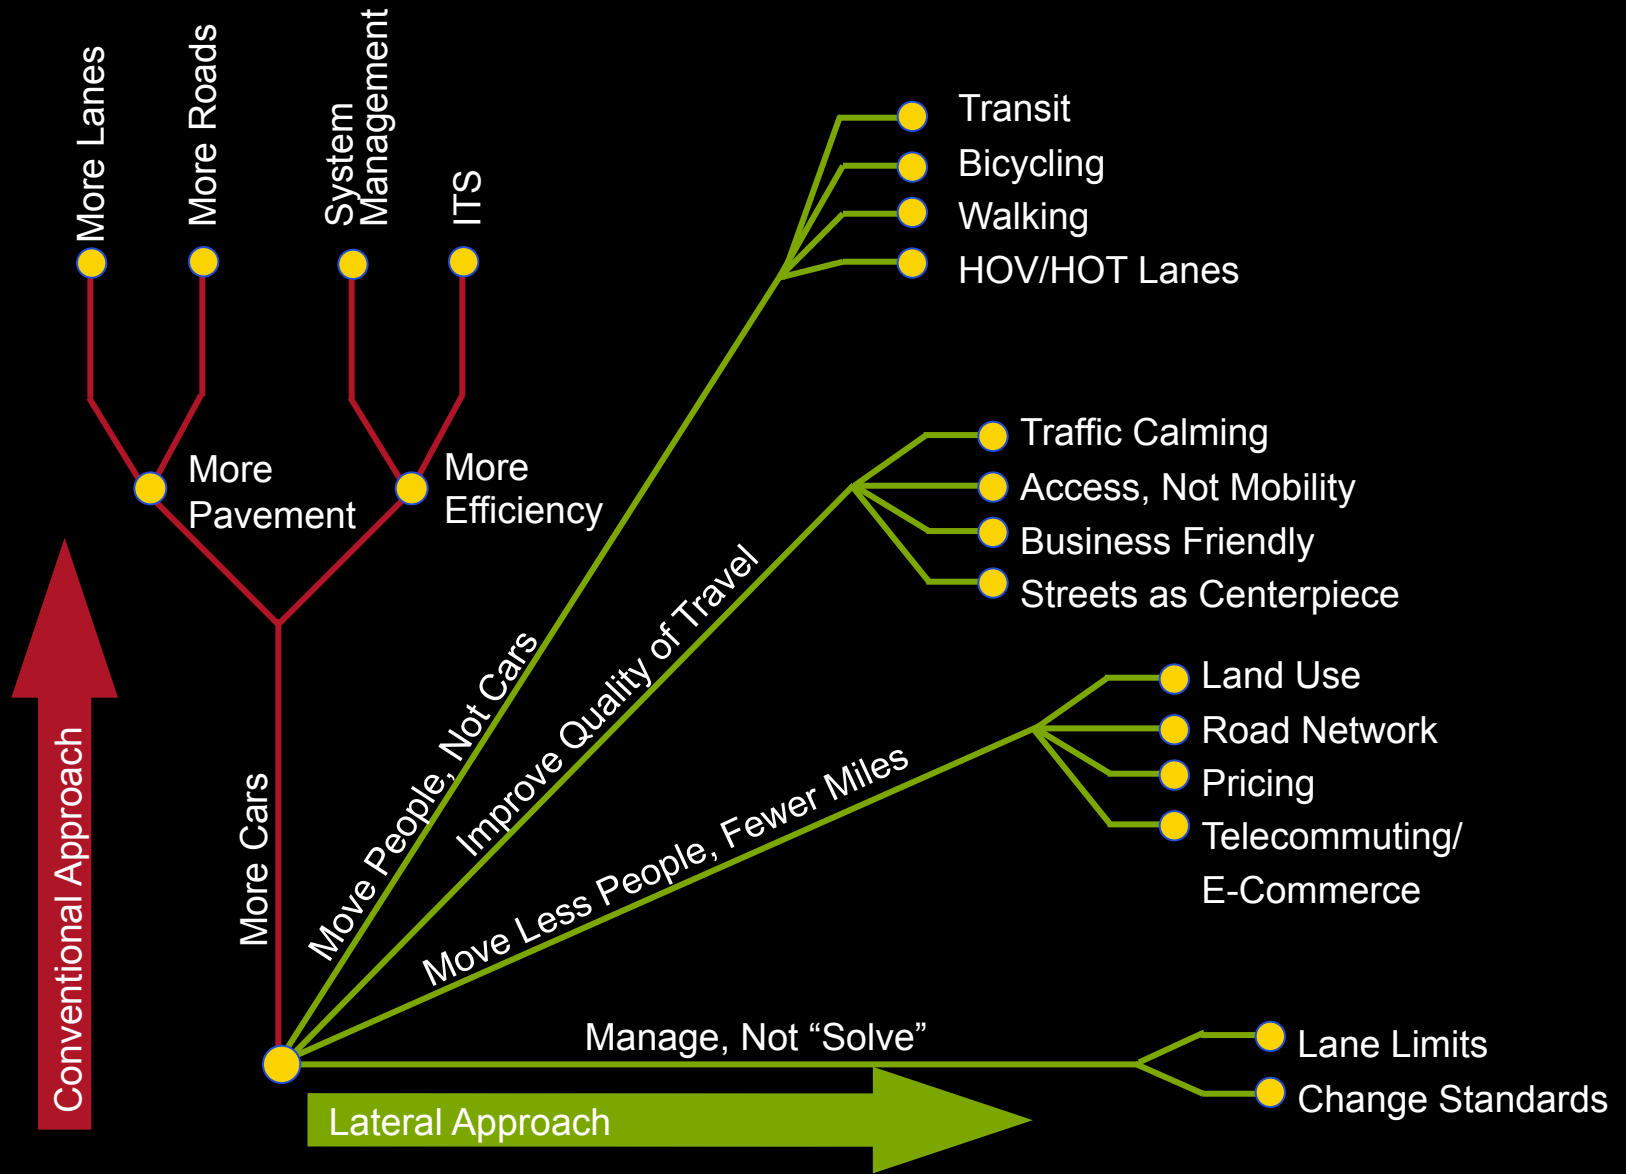 More Lanes
More Roads
System
Management
ITS
More
Pavement
More
Efficiency
More Cars
Conventional Approach
Move People, Not Cars
Transit
Bicycling
Walking
HOV/HOT Lanes
Improve Quality of Travel
Traffic Calming
Access, Not Mobility
Business Friendly
Streets as Centerpiece
Move Less People, Fewer Miles
Land Use
Road Network
Pricing
Telecommuting/
E-Commerce
Manage, Not “Solve”
Lane Limits
Change Standards
Lateral Approach